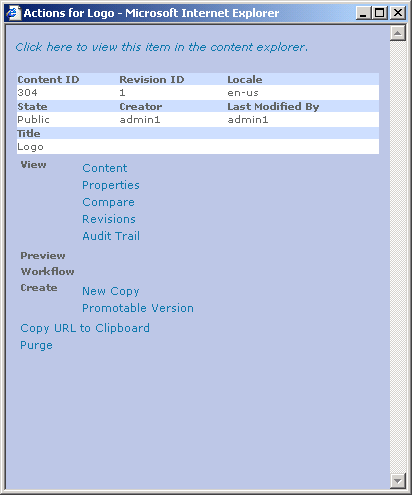 Actions for Logo - Microsoft Internet Explorer
Click here to view this item in the content explorer.
Content ID Revision ID Locale
304 1 en-us
State Creator Last Modified By
Public admin1 admin1
Title
Logo
View Content
Properties
Compare
Revisions
Audit Trail
Preview
Workflow
Create New Copy
Promotable Version
Copy URL to Clipboard
Purge